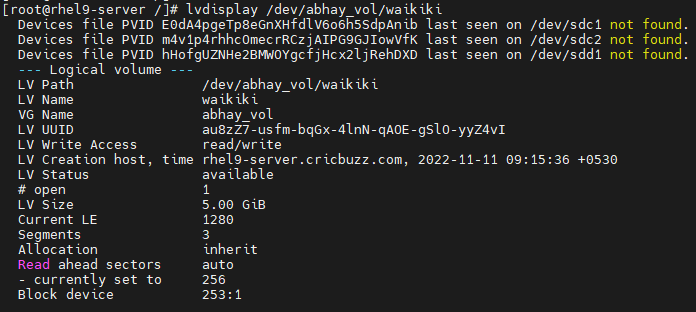 [root@rhel9-server /]# lvdisplay /dev/abhay_vol/waikiki
Devices file PVID E0dA4pgeTp8eGnXHfdlV6o6h5SdpAnib last seen on /dev/sdc1 not found.
Devices file PVID m4v1p4rhhcOmecrRCzjAIPG9GJIowVfK last seen on /dev/sdc2 not found.
Devices file PVID hHofgUZNHe2BMWOYgcfjHcx2ljRehDXD last seen on /dev/sdd1 not found.
--- Logical volume ---
LV Path                /dev/abhay_vol/waikiki
LV Name                waikiki
VG Name                abhay_vol
LV UUID                au8zZ7-usfm-bqGx-4lnN-qAOE-gSlO-yyZ4vI
LV Write Access        read/write
LV Creation host, time rhel9-server.cricbuzz.com, 2022-11-11 09:15:36 +0530
LV Status              available
# open                 1
LV Size                5.00 GiB
Current LE             1280
Segments               3
Allocation             inherit
Read ahead sectors     auto
- currently set to     256
Block device           253:1